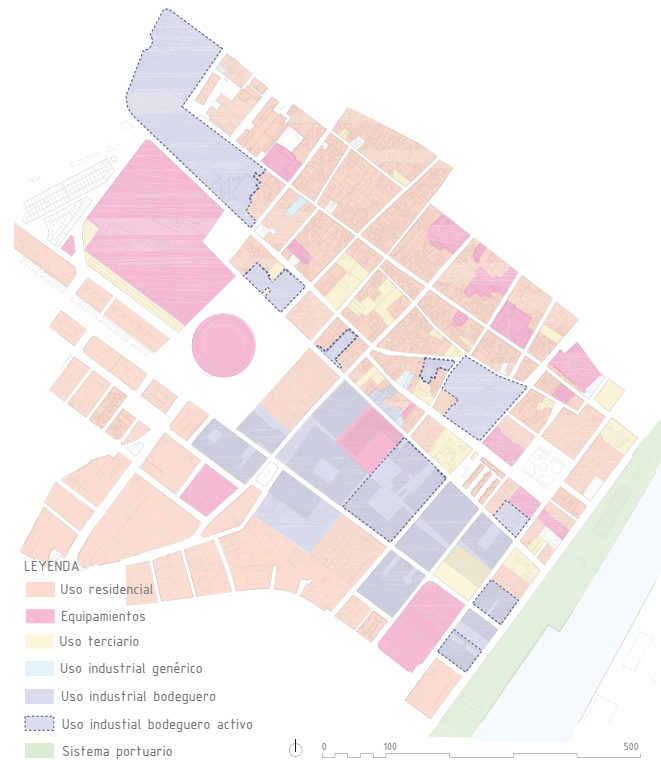 LEYENDA
Uso residencial
Equipamientos
Uso terciario
Uso industrial genérico
Uso industrial bodeguero
Uso industial bodeguero activo
Sistema portuario
0 100 500